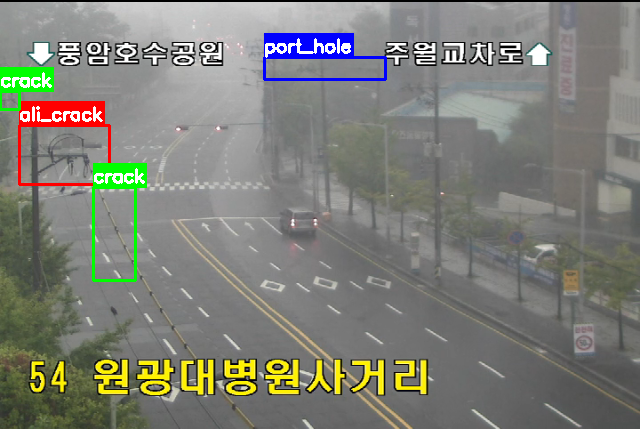 풍암호수공원
port_hole
주월교차로
crack
ali_crack
crack
54 원광대병원사거리